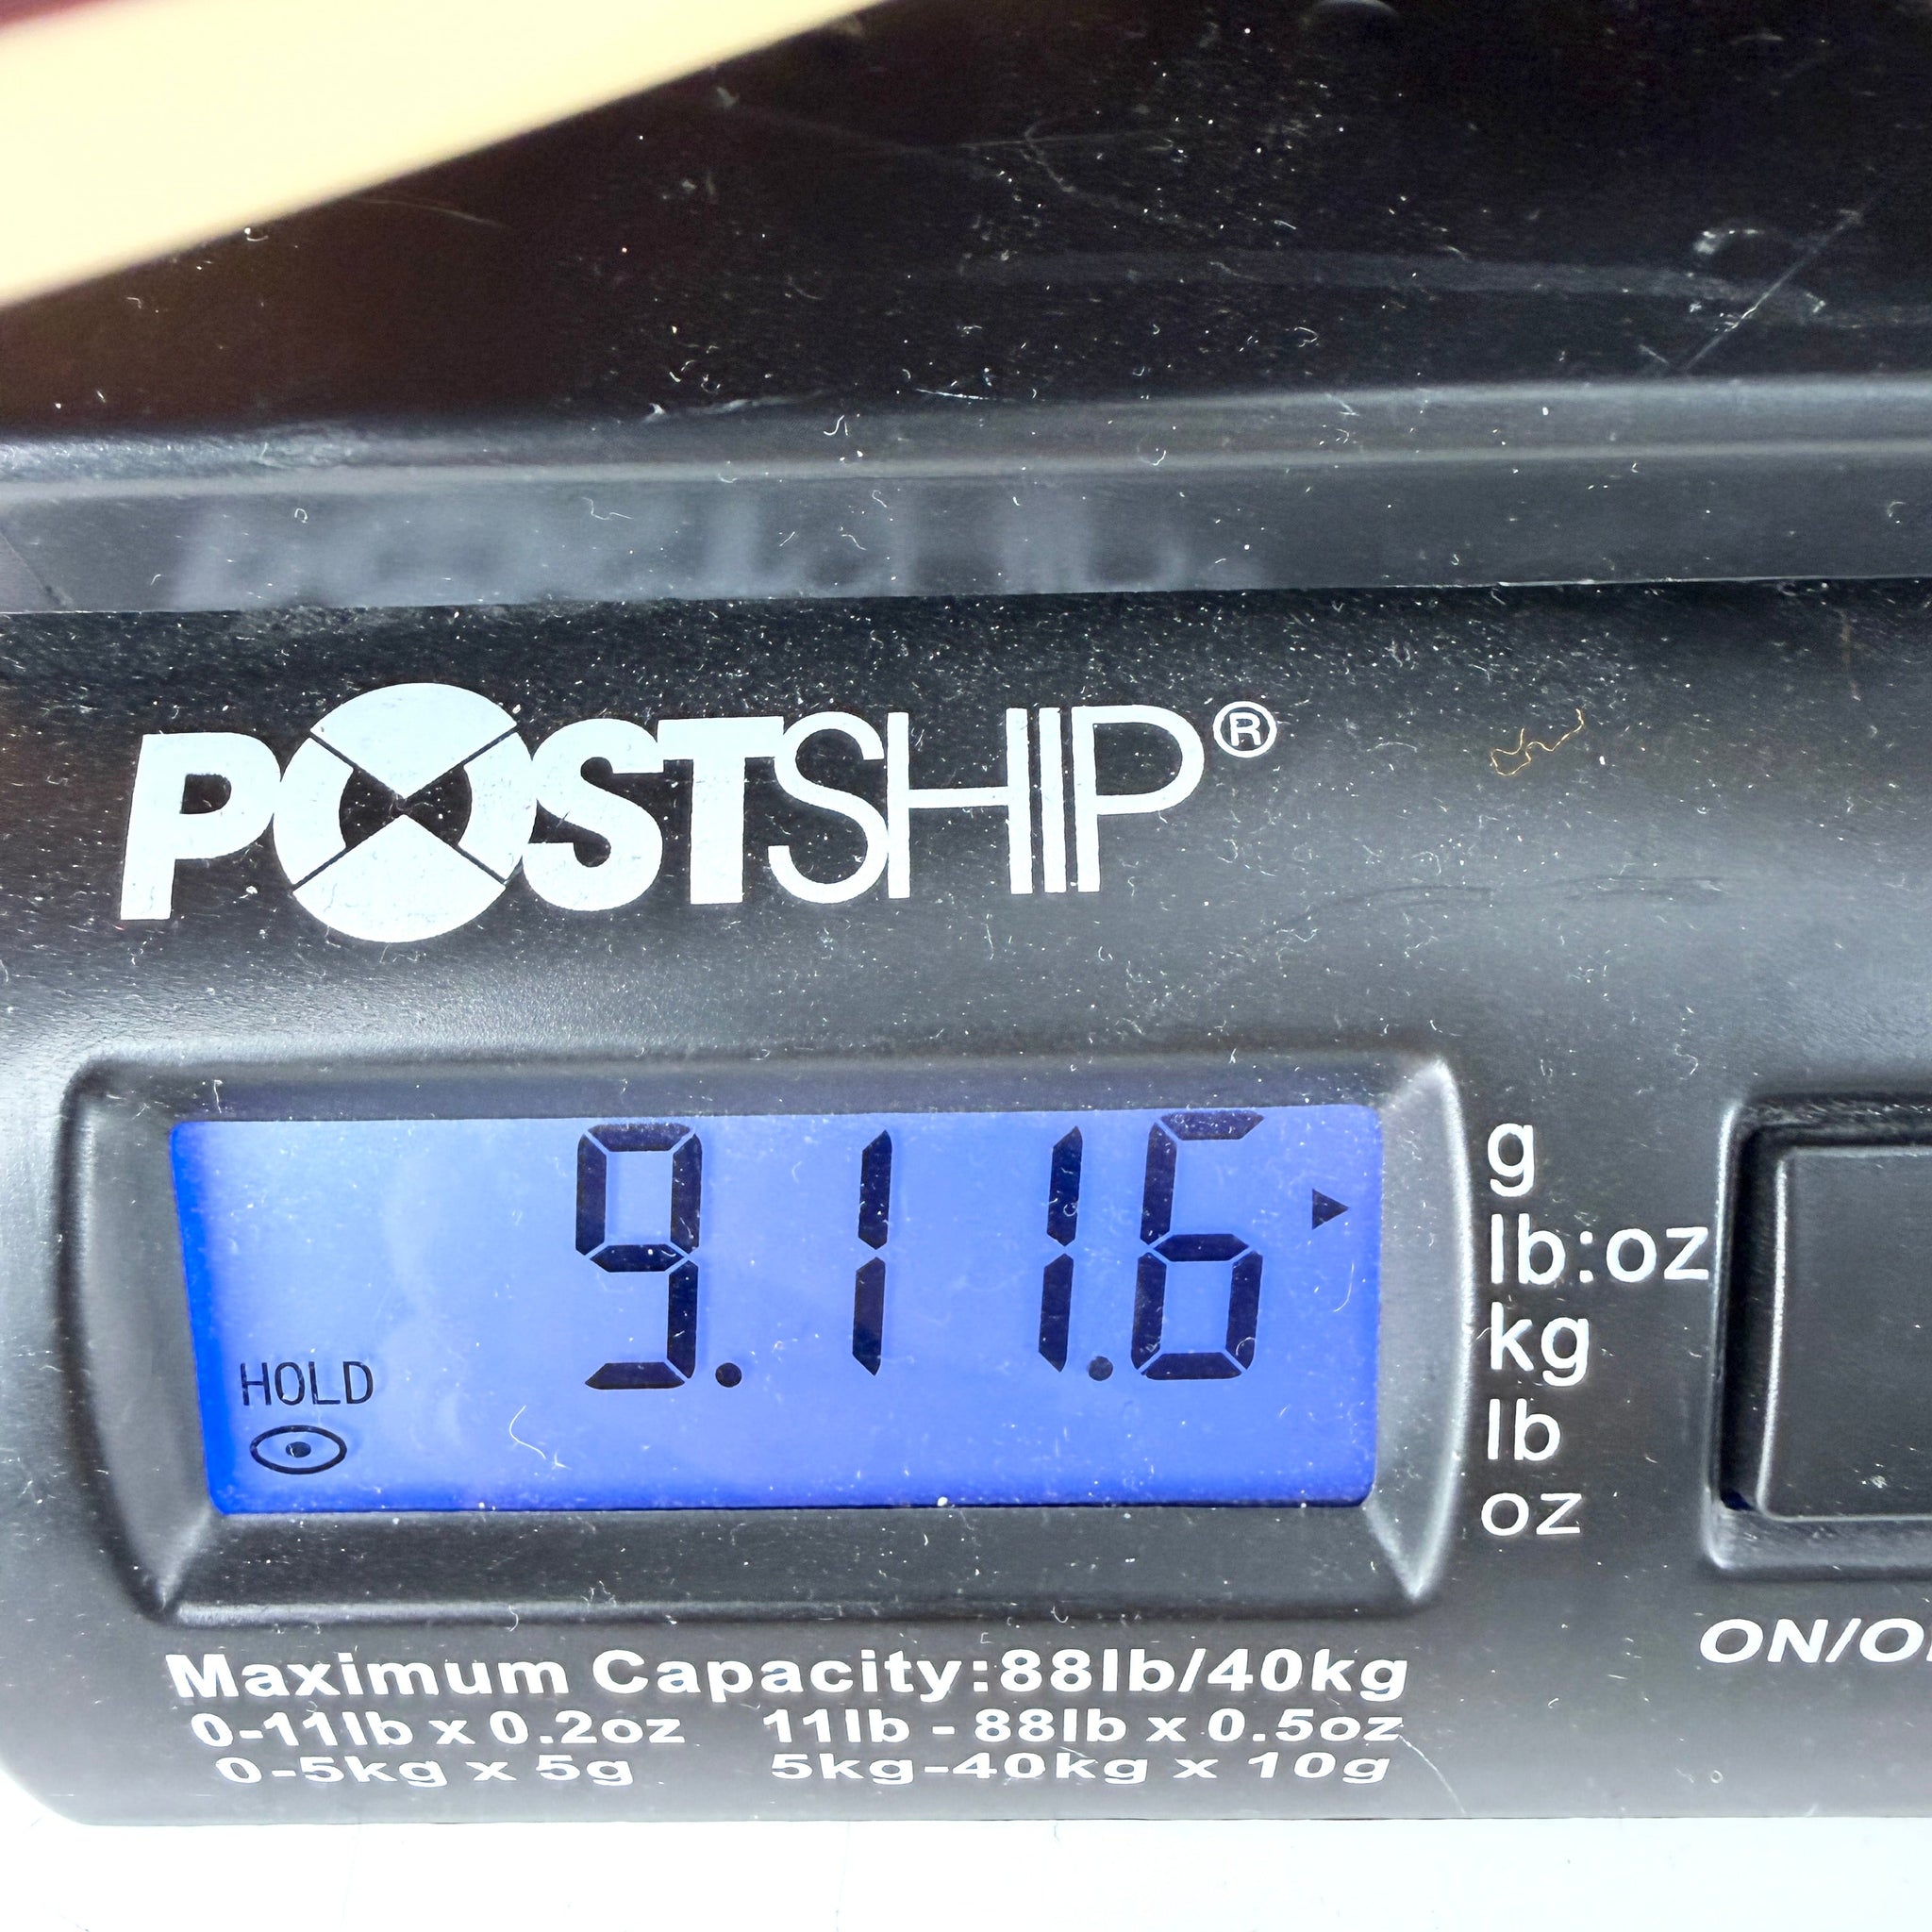 POSTSHIP®
9.11.6
HOLD
g
lb:oz
kg
lb
oz
Maximum Capacity:88lb/40kg
0-11lb x 0.2oz 11lb - 88lb x 0.5oz
0-5kg x 5g 5kg-40kg x 10g